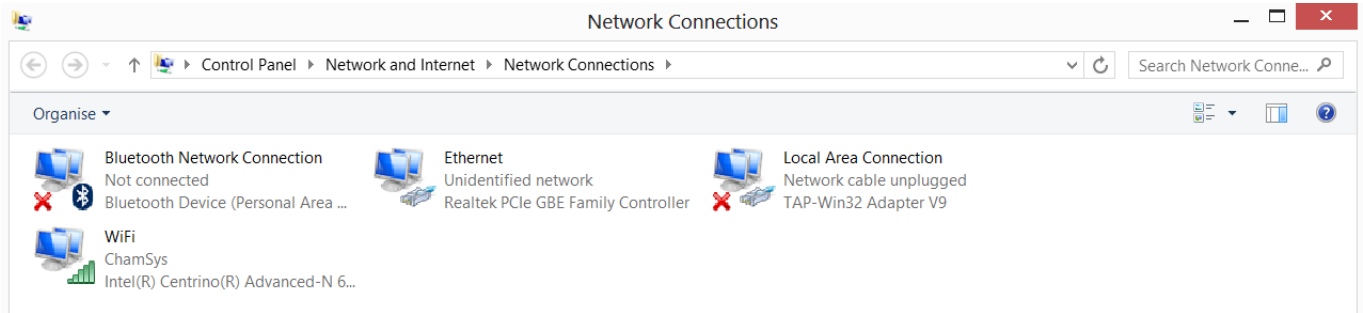 Network Connections
Control Panel Network and Internet Network Connections
Search Network Conne...
Organise
Bluetooth Network Connection
Not connected
Bluetooth Device (Personal Area ...
Ethernet
Unidentified network
Realtek PCIe GBE Family Controller
Local Area Connection
Network cable unplugged
TAP-Win32 Adapter V9
WiFi
ChamSys
Intel(R) Centrino(R) Advanced-N 6...